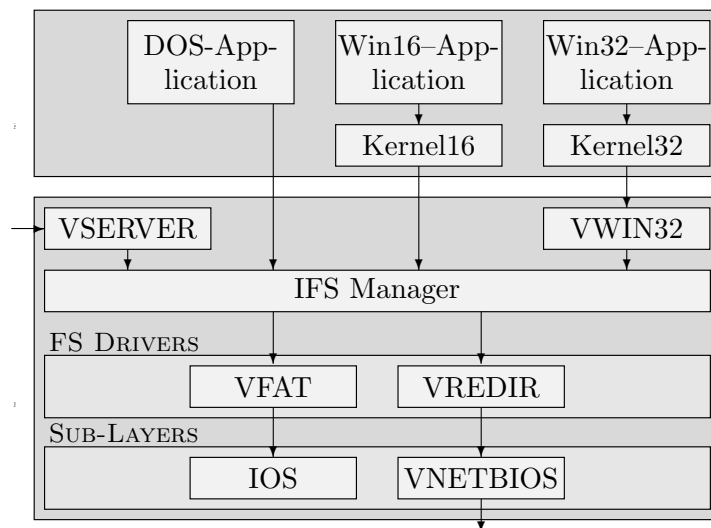 DOS-App-
lication
Win16–App-
lication
Win32–App-
lication
Kernel16
Kernel32
VSERVER
VWIN32
IFS Manager
FS DRIVERS
VFAT
VREDIR
SUB-LAYERS
IOS
VNETBIOS